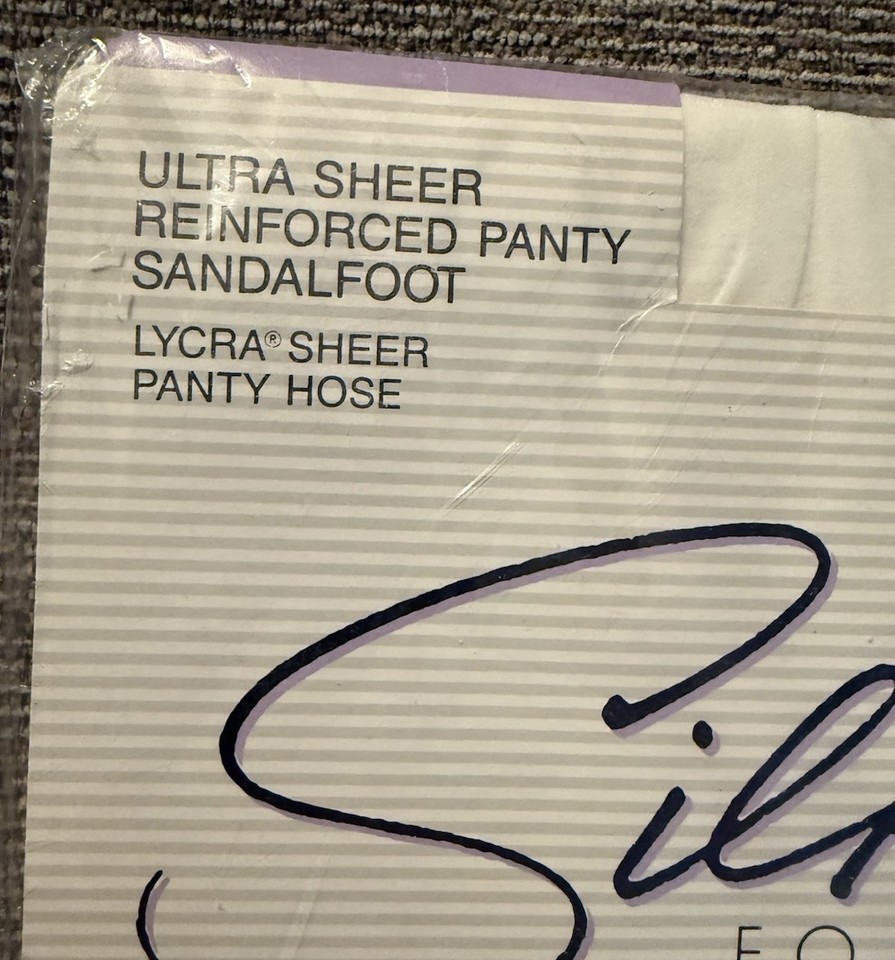 ULTRA SHEER
REINFORCED PANTY
SANDALFOOT
LYCRA® SHEER
PANTY HOSE